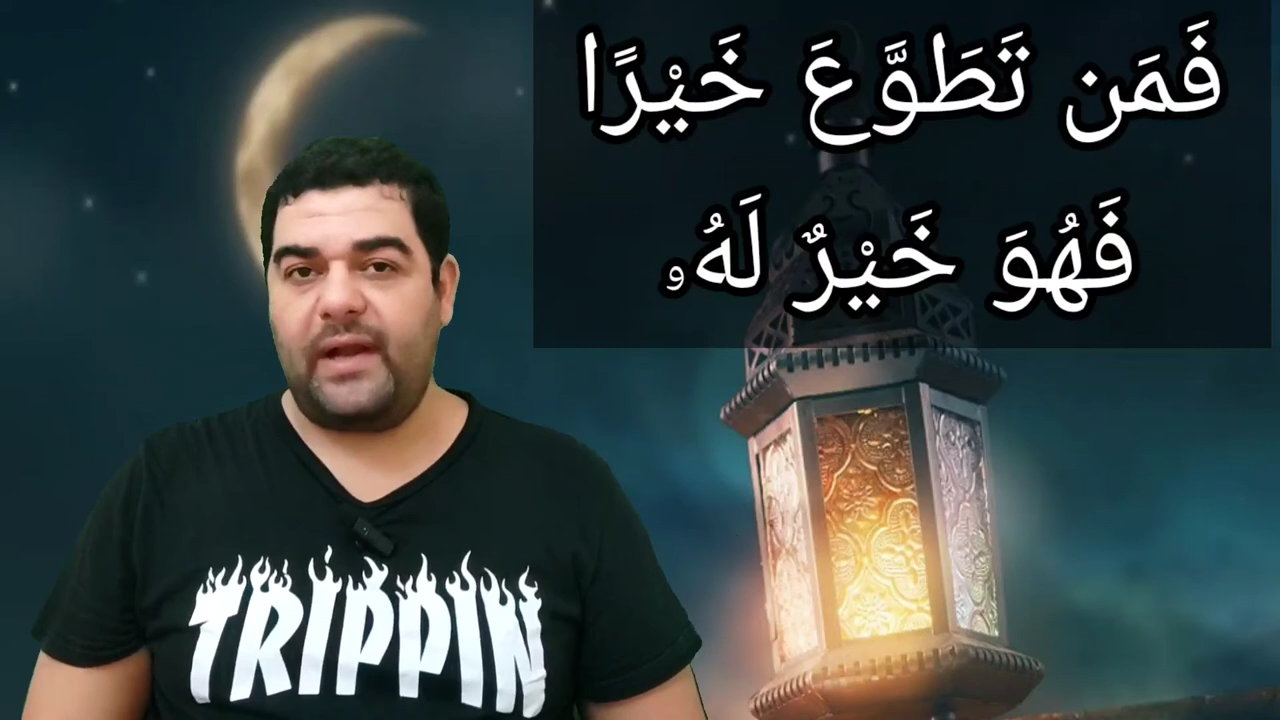 فَمَن تَطَوَّعَ خَيْرًا
فَهُوَ خَيْرٌ لَهُۥ
TRIPPIN